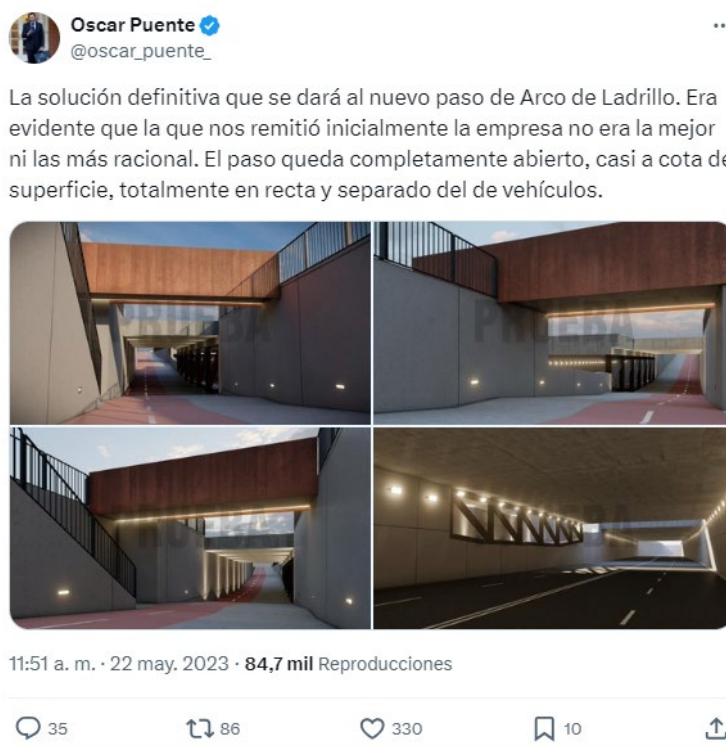 Oscar Puente
@oscar_puente_
La solución definitiva que se dará al nuevo paso de Arco de Ladrillo. Era
evidente que la que nos remitió inicialmente la empresa no era la mejor
ni las más racional. El paso queda completamente abierto, casi a cota de
superficie, totalmente en recta y separado del de vehículos.
PRUEBA
PRUEBA
PRUEBA
11:51 a. m. · 22 may. 2023 · 84,7 mil Reproducciones
35 86 330 10